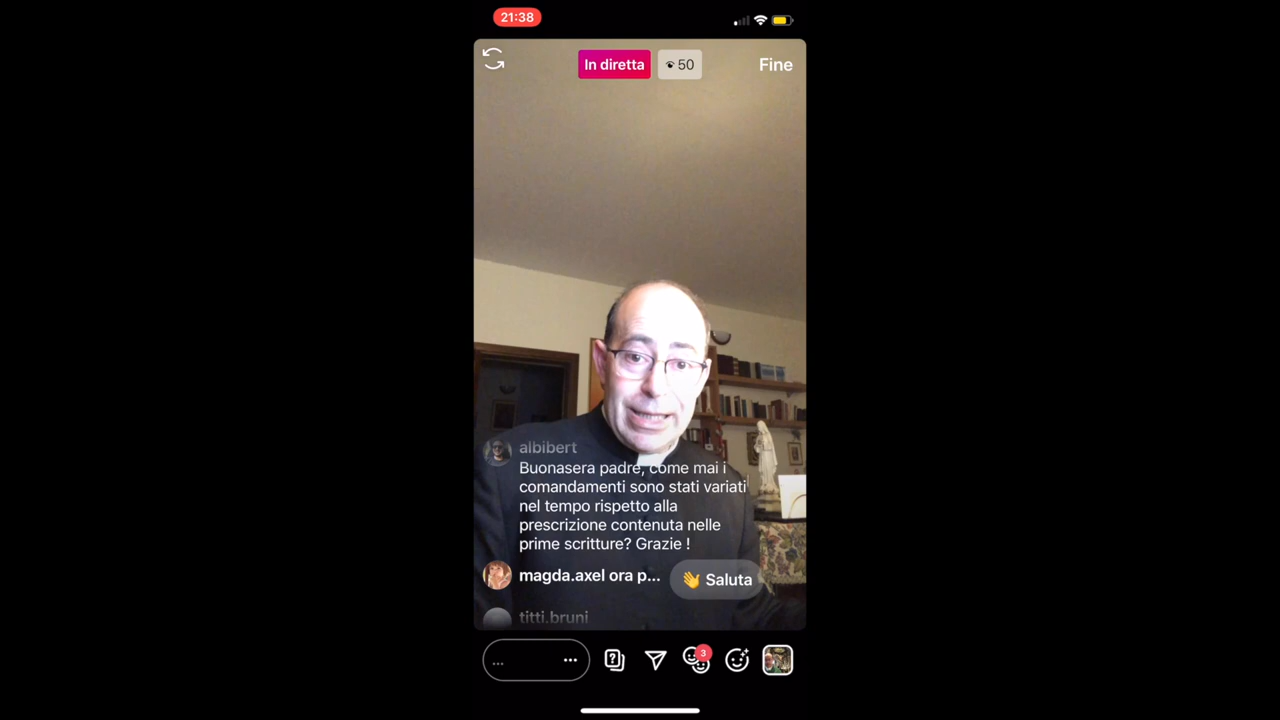 21:38
In diretta
50
Fine
albibert
Buonasera padre, come mai i
comandamenti sono stati variati
nel tempo rispetto alla
prescrizione contenuta nelle
prime scritture? Grazie !
magda.axel ora p...
👋 Saluta
titti.bruni
...
3